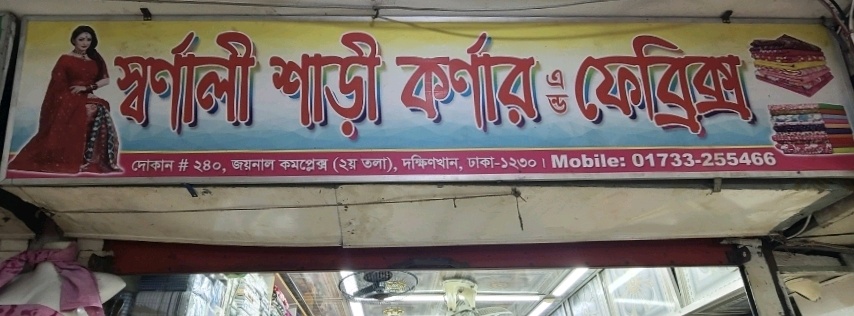 স্বর্ণালী শাড়ী কর্ণার এন্ড ফেব্রিক্স
দোকান # ২৪০, জয়নাল কমপ্লেক্স (২য় তলা), দক্ষিণখান, ঢাকা-১২৩০। Mobile: 01733-255466